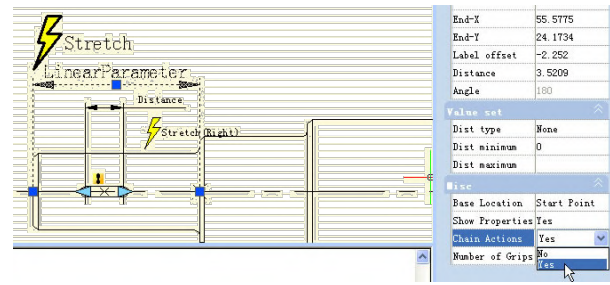 Stretch
LinearParameter
Distance
Stretch(Right)
End-X 55.5775
End-Y 24.1734
Label offset -2.252
Distance 3.5209
Angle 180
Value set
Dist type None
Dist minimum 0
Dist maximum
Misc
Base Location Start Point
Show Properties Yes
Chain Actions Yes
Number of Grips No
Yes